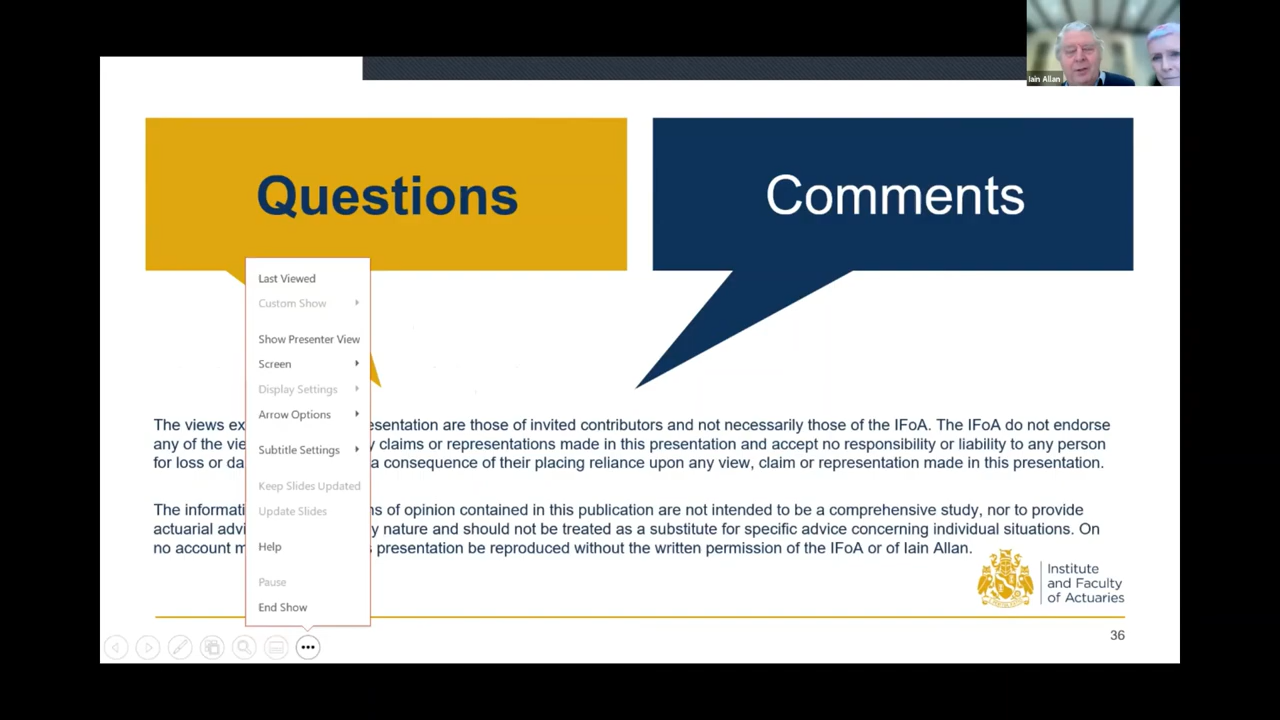 Iain Allan
Questions
Comments
Last Viewed
Custom Show
Show Presenter View
Screen
Display Settings
Arrow Options
Subtitle Settings
Keep Slides Updated
Update Slides
Help
Pause
End Show
The views ex esentation are those of invited contributors and not necessarily those of the IFoA. The IFoA do not endorse
any of the vie y claims or representations made in this presentation and accept no responsibility or liability to any person
for loss or da a consequence of their placing reliance upon any view, claim or representation made in this presentation.
The informati ns of opinion contained in this publication are not intended to be a comprehensive study, nor to provide
actuarial advi y nature and should not be treated as a substitute for specific advice concerning individual situations. On
no account m s presentation be reproduced without the written permission of the IFoA or of Iain Allan.
Institute
and Faculty
of Actuaries
36